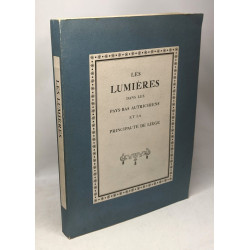 LES LUMIÈRES
LES
LUMIÈRES
DANS LES
PAYS-BAS AUTRICHIENS
ET LA
PRINCIPAUTÉ DE LIÈGE